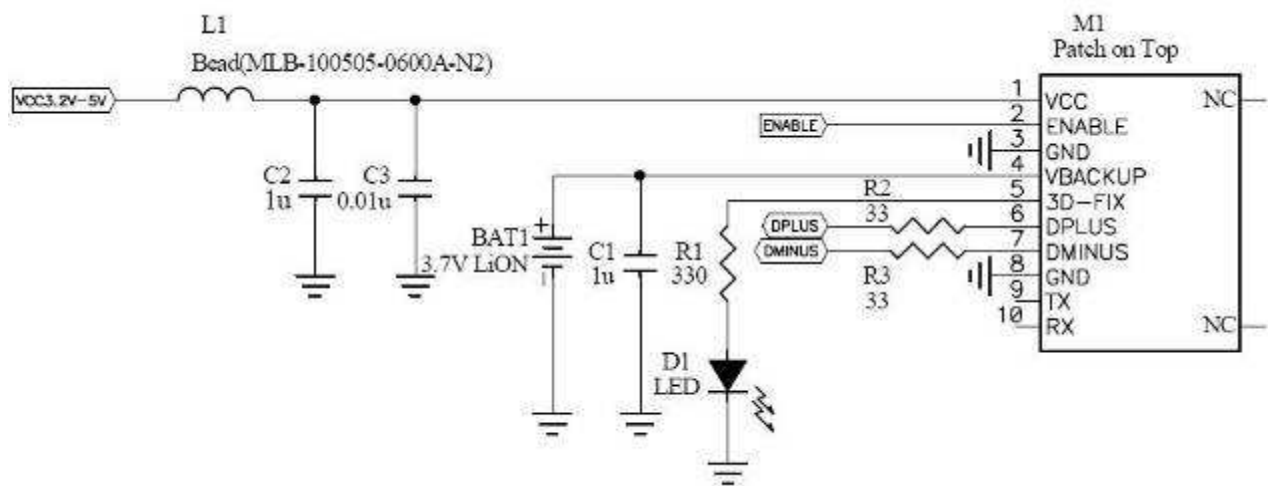 L1
Bead(MLB-100505-0600A-N2)
VCC3.2V-5V
C2
1u
C3
0.01u
BAT1
3.7V LiON
+
C1
1u
R1
330
D1
LED
ENABLE
DPLUS
DMINUS
R2
33
R3
33
M1
Patch on Top
1 VCC
2 ENABLE
3 GND
4 VBACKUP
5 3D-FIX
6 DPLUS
7 DMINUS
8 GND
9 TX
10 RX
NC
NC